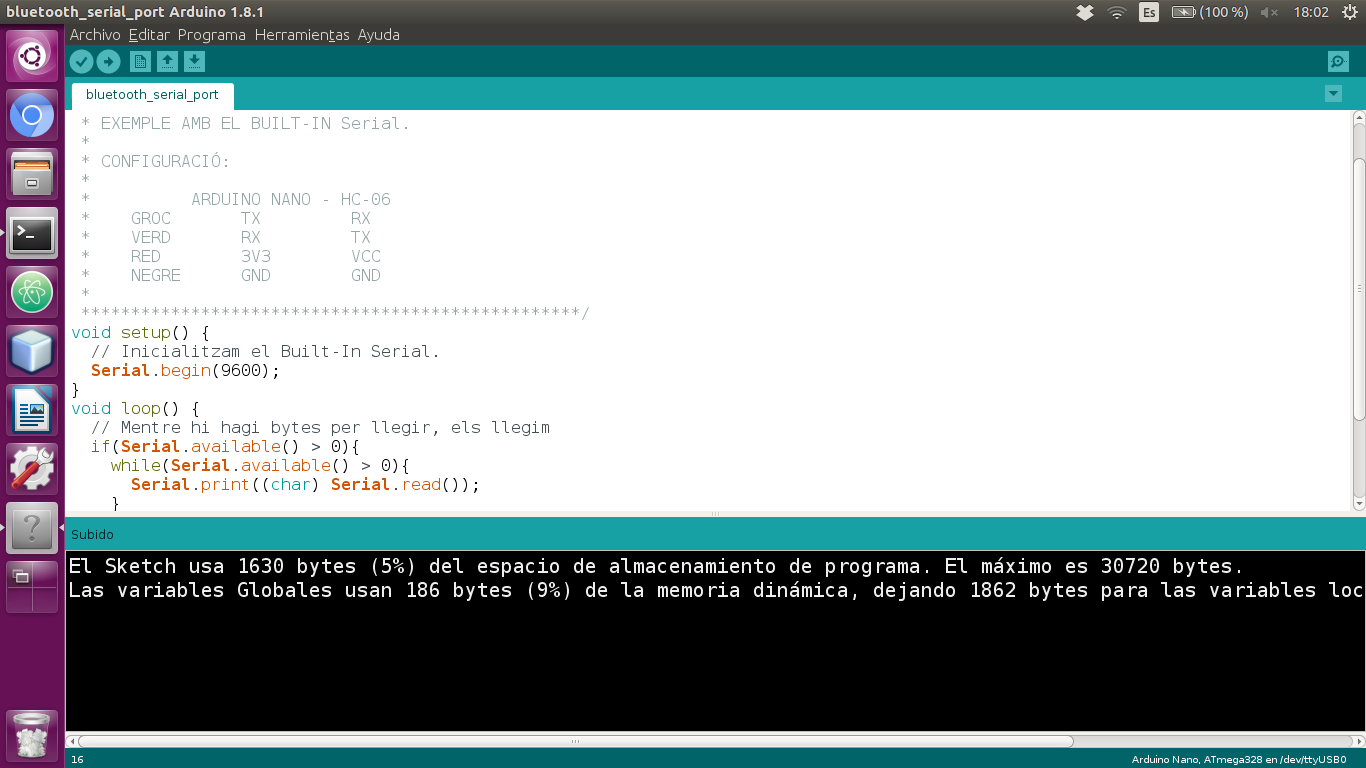 bluetooth_serial_port Arduino 1.8.1
Es
(100 %)
18:02
Archivo Editar Programa Herramientas Ayuda
bluetooth_serial_port
* EXEMPLE AMB EL BUILT-IN Serial.
*
* CONFIGURACIÓ:
*
* ARDUINO NANO - HC-06
* GROC TX RX
* VERD RX TX
* RED 3V3 VCC
* NEGRE GND GND
*
**************************************************/
void setup() {
// Inicialitzam el Built-In Serial.
Serial.begin(9600);
}
void loop() {
// Mentre hi hagi bytes per llegir, els llegim
if(Serial.available() > 0){
while(Serial.available() > 0){
Serial.print((char) Serial.read());
}
Subido
El Sketch usa 1630 bytes (5%) del espacio de almacenamiento de programa. El máximo es 30720 bytes.
Las variables Globales usan 186 bytes (9%) de la memoria dinámica, dejando 1862 bytes para las variables loc
16
Arduino Nano, ATmega328 en /dev/ttyUSB0